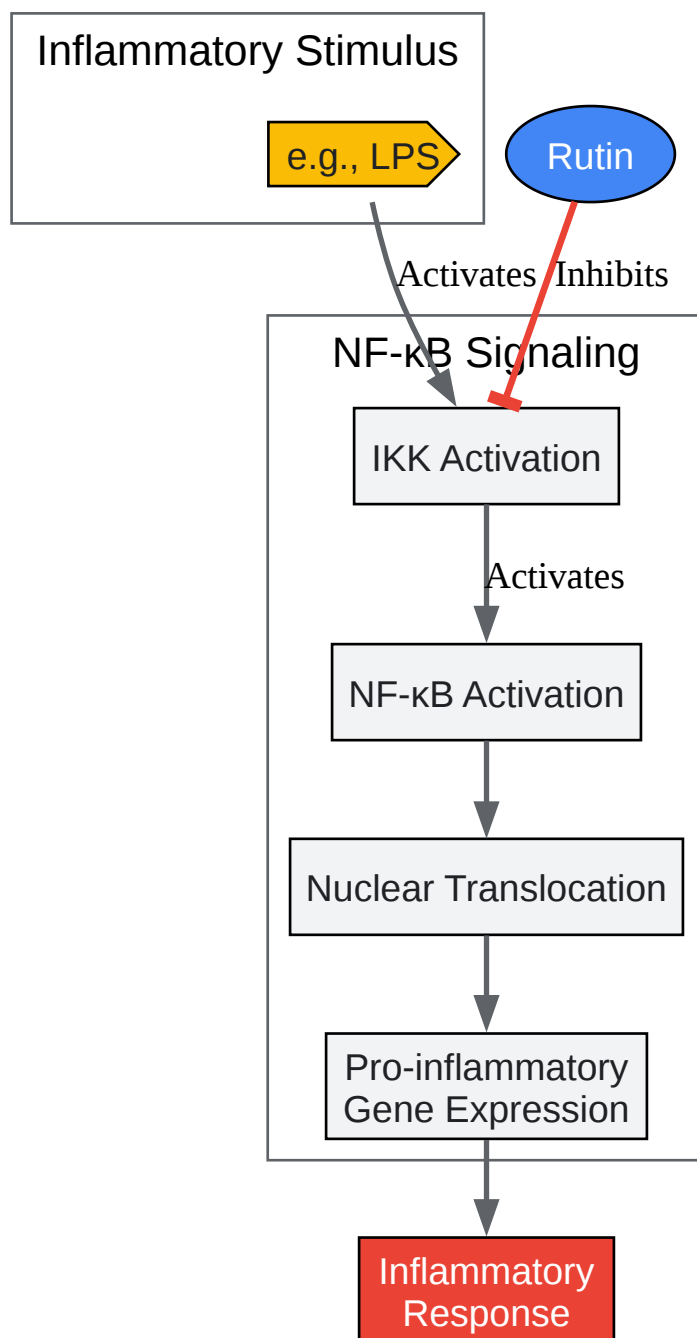 Inflammatory Stimulus
e.g., LPS
Rutin
Activates
Inhibits
NF-κB Signaling
IKK Activation
Activates
NF-κB Activation
Nuclear Translocation
Pro-inflammatory
Gene Expression
Inflammatory
Response